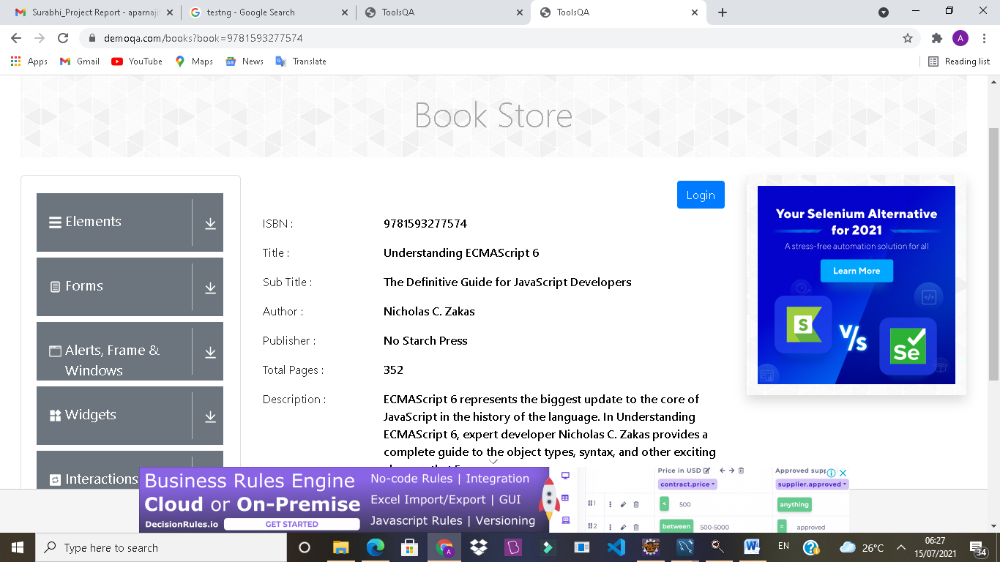 Surabhi_Project Report - aparnajit
testng - Google Search
ToolsQA
ToolsQA
demoqa.com/books?book=9781593277574
A
Apps
Gmail
YouTube
Maps
News
Translate
Reading list
Book Store
Elements
Forms
Alerts, Frame &
Windows
Widgets
Interactions
Login
ISBN :
9781593277574
Title :
Understanding ECMAScript 6
Sub Title :
The Definitive Guide for JavaScript Developers
Author :
Nicholas C. Zakas
Publisher :
No Starch Press
Total Pages :
352
Description :
ECMAScript 6 represents the biggest update to the core of
JavaScript in the history of the language. In Understanding
ECMAScript 6, expert developer Nicholas C. Zakas provides a
complete guide to the object types, syntax, and other exciting
Your Selenium Alternative
for 2021
A stress-free automation solution for all
Learn More
S
V/S
Se
Business Rules Engine
Cloud or On-Premise
DecisionRules.io
GET STARTED
No-code Rules | Integration
Excel Import/Export | GUI
Javascript Rules | Versioning
Price in USD
Approved supp
contract.price
supplier.approved
1
<
500
anything
2
between
500-5000
=
approved
Type here to search
A
EN
26°C
06:27
15/07/2021
34